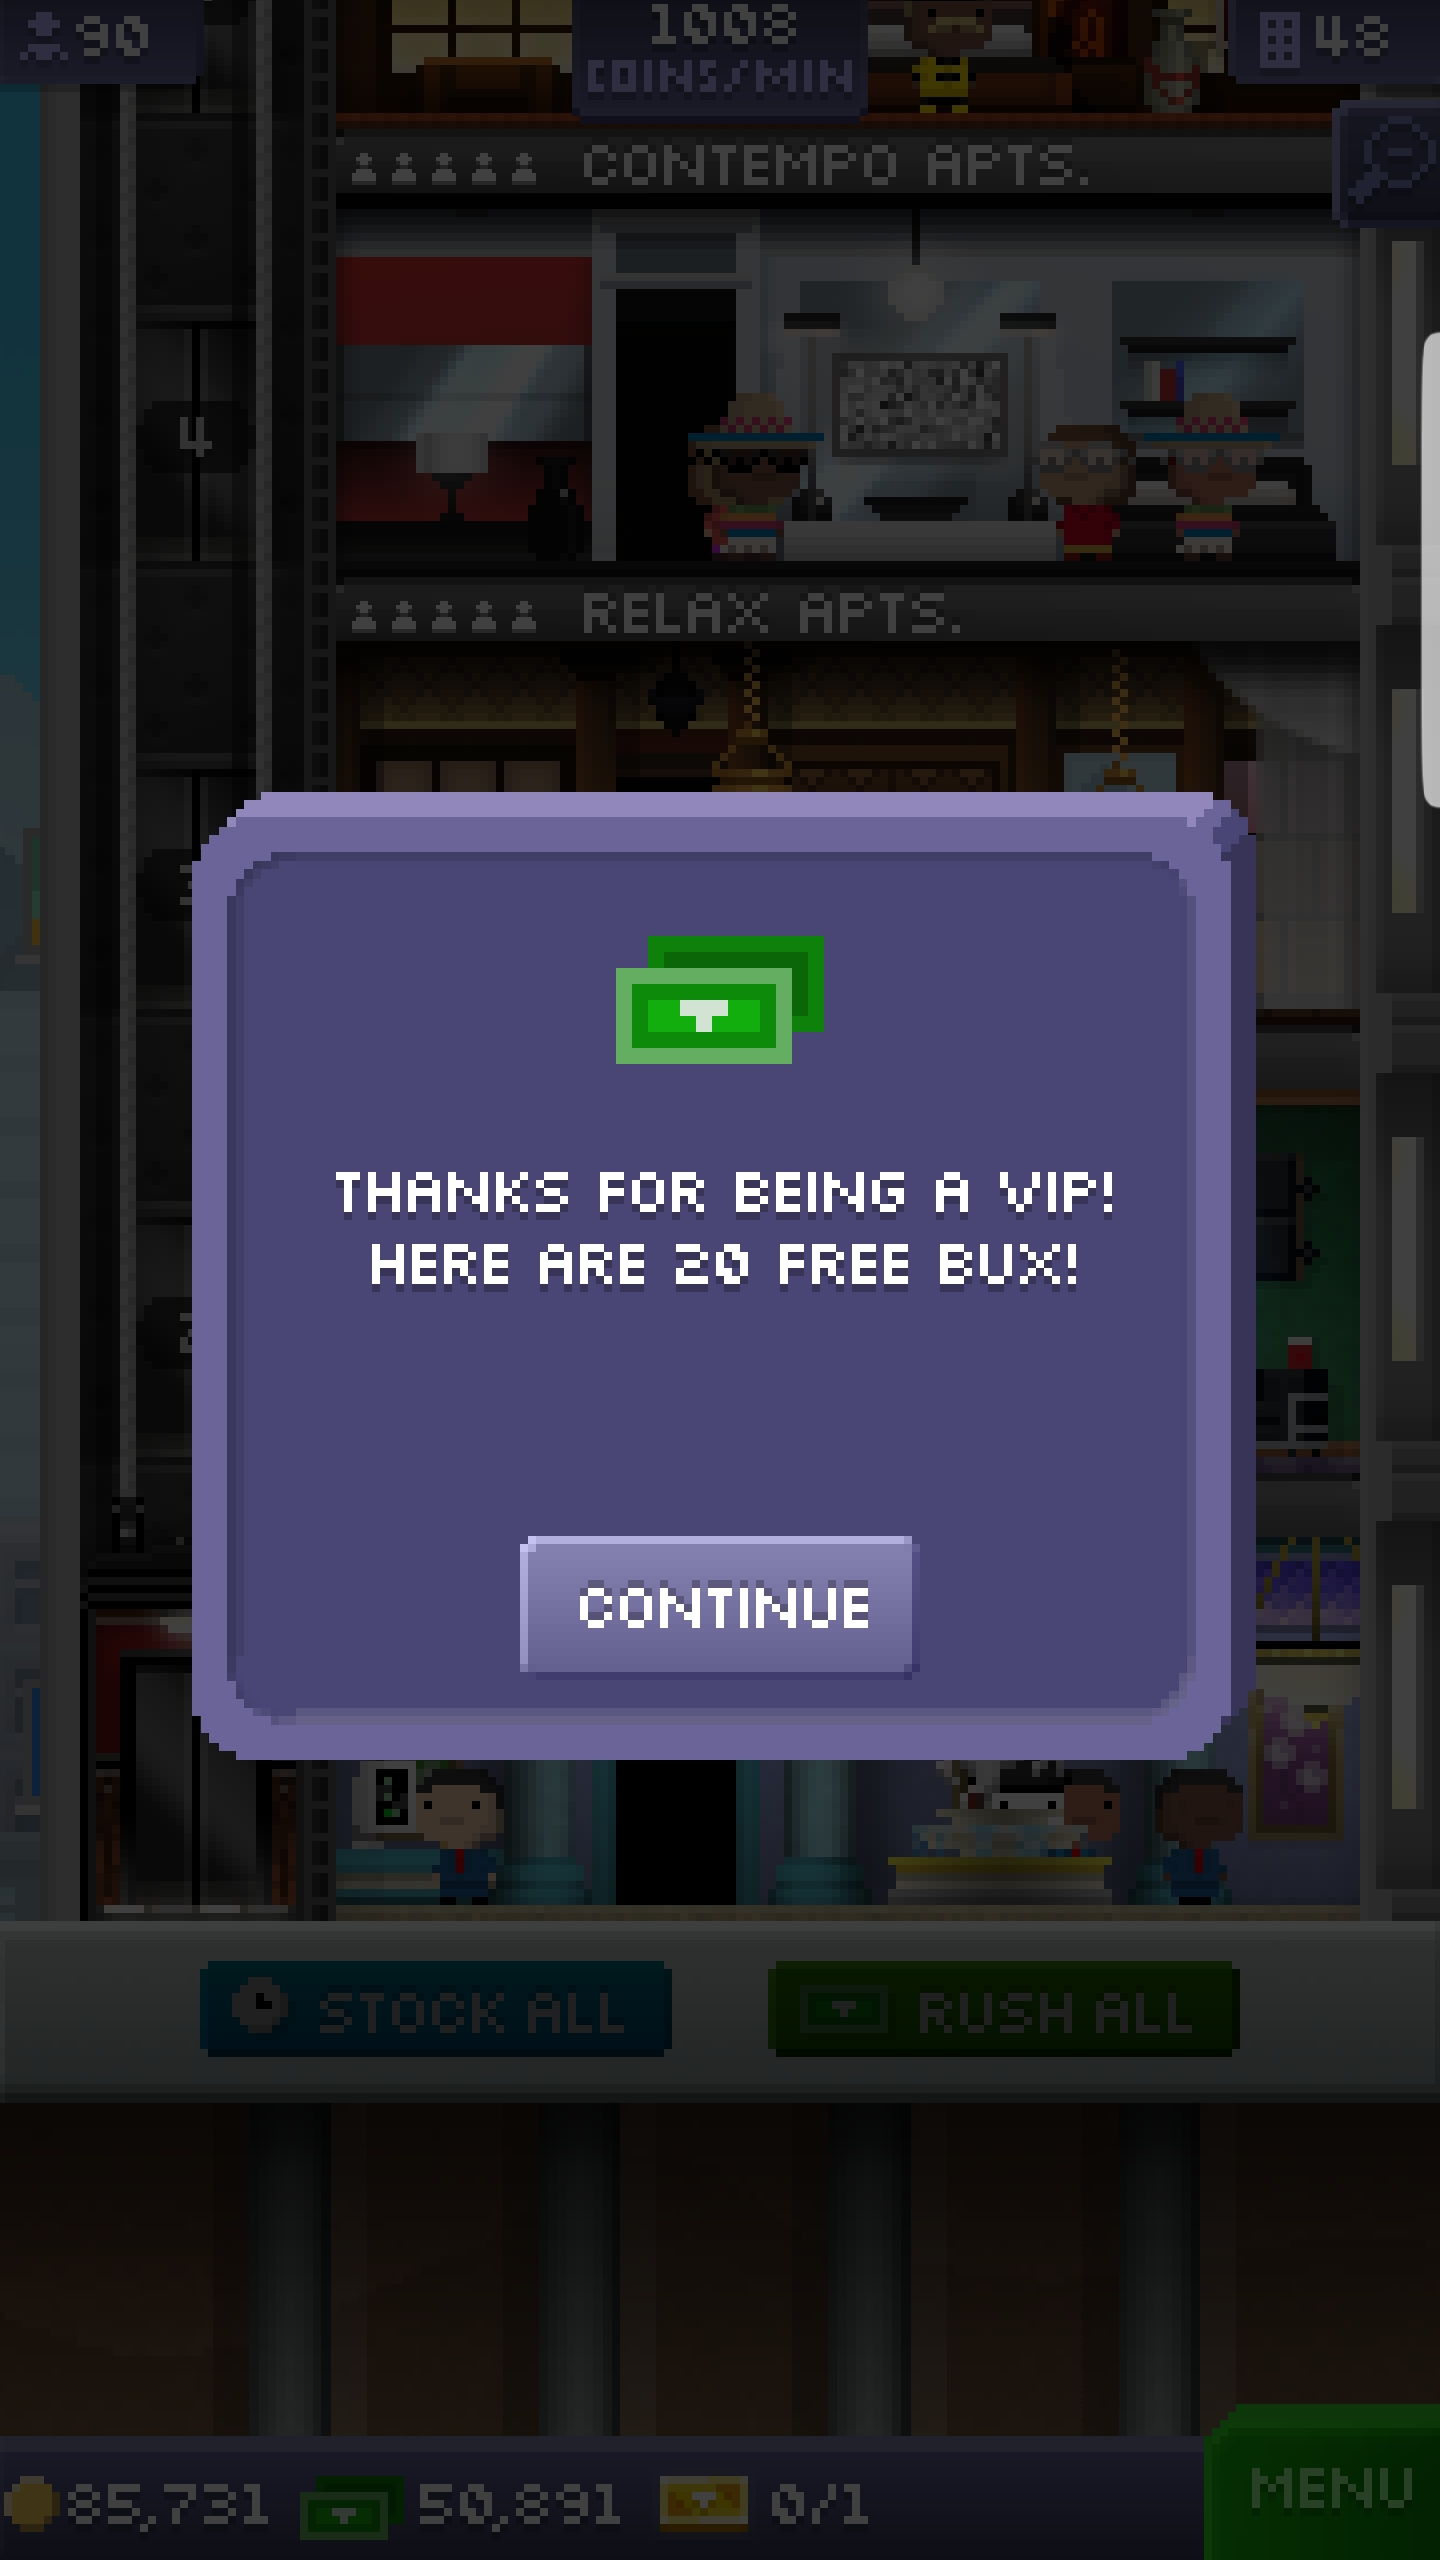 90
1008
COINS/MIN
48
CONTEMPO APTS.
4
RELAX APTS.
THANKS FOR BEING A VIP!
HERE ARE 20 FREE BUX!
CONTINUE
STOCK ALL
RUSH ALL
85,731
50,891
0/1
MENU